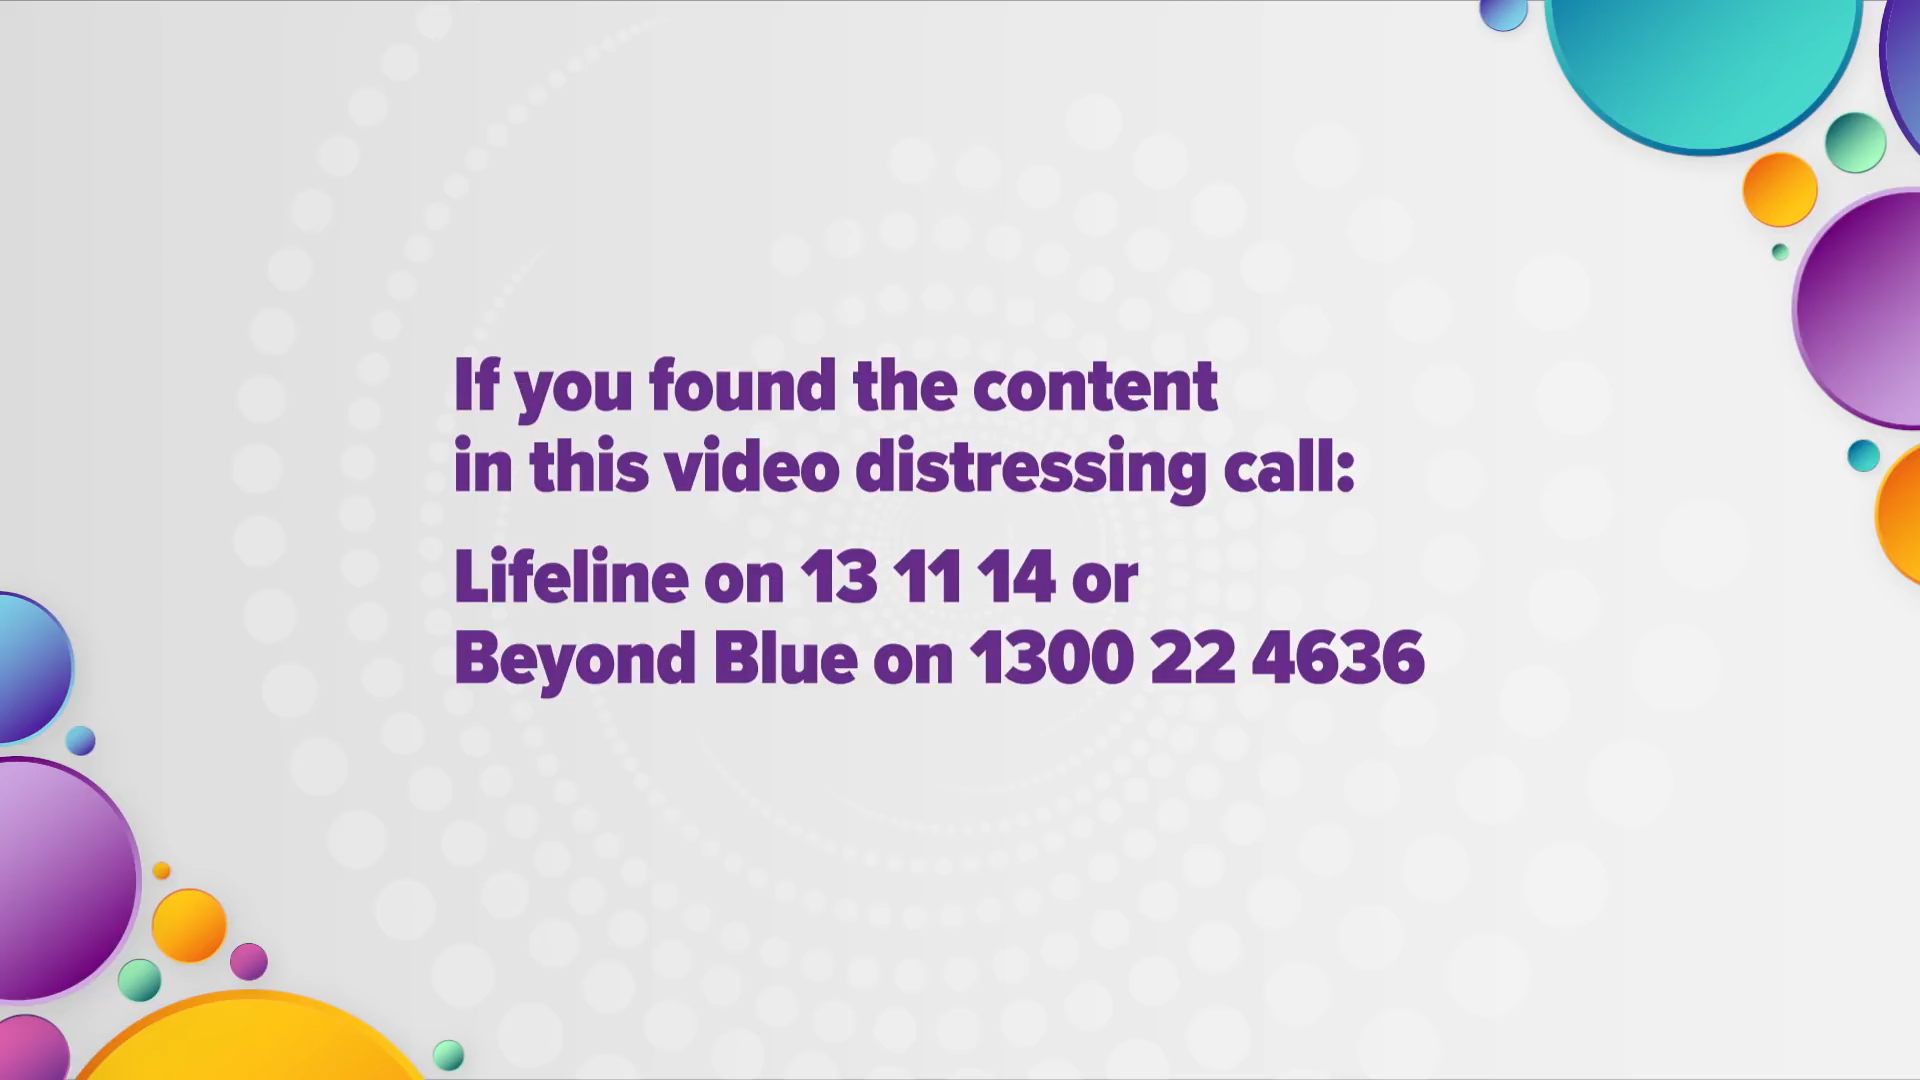 If you found the content
in this video distressing call:
Lifeline on 13 11 14 or
Beyond Blue on 1300 22 4636